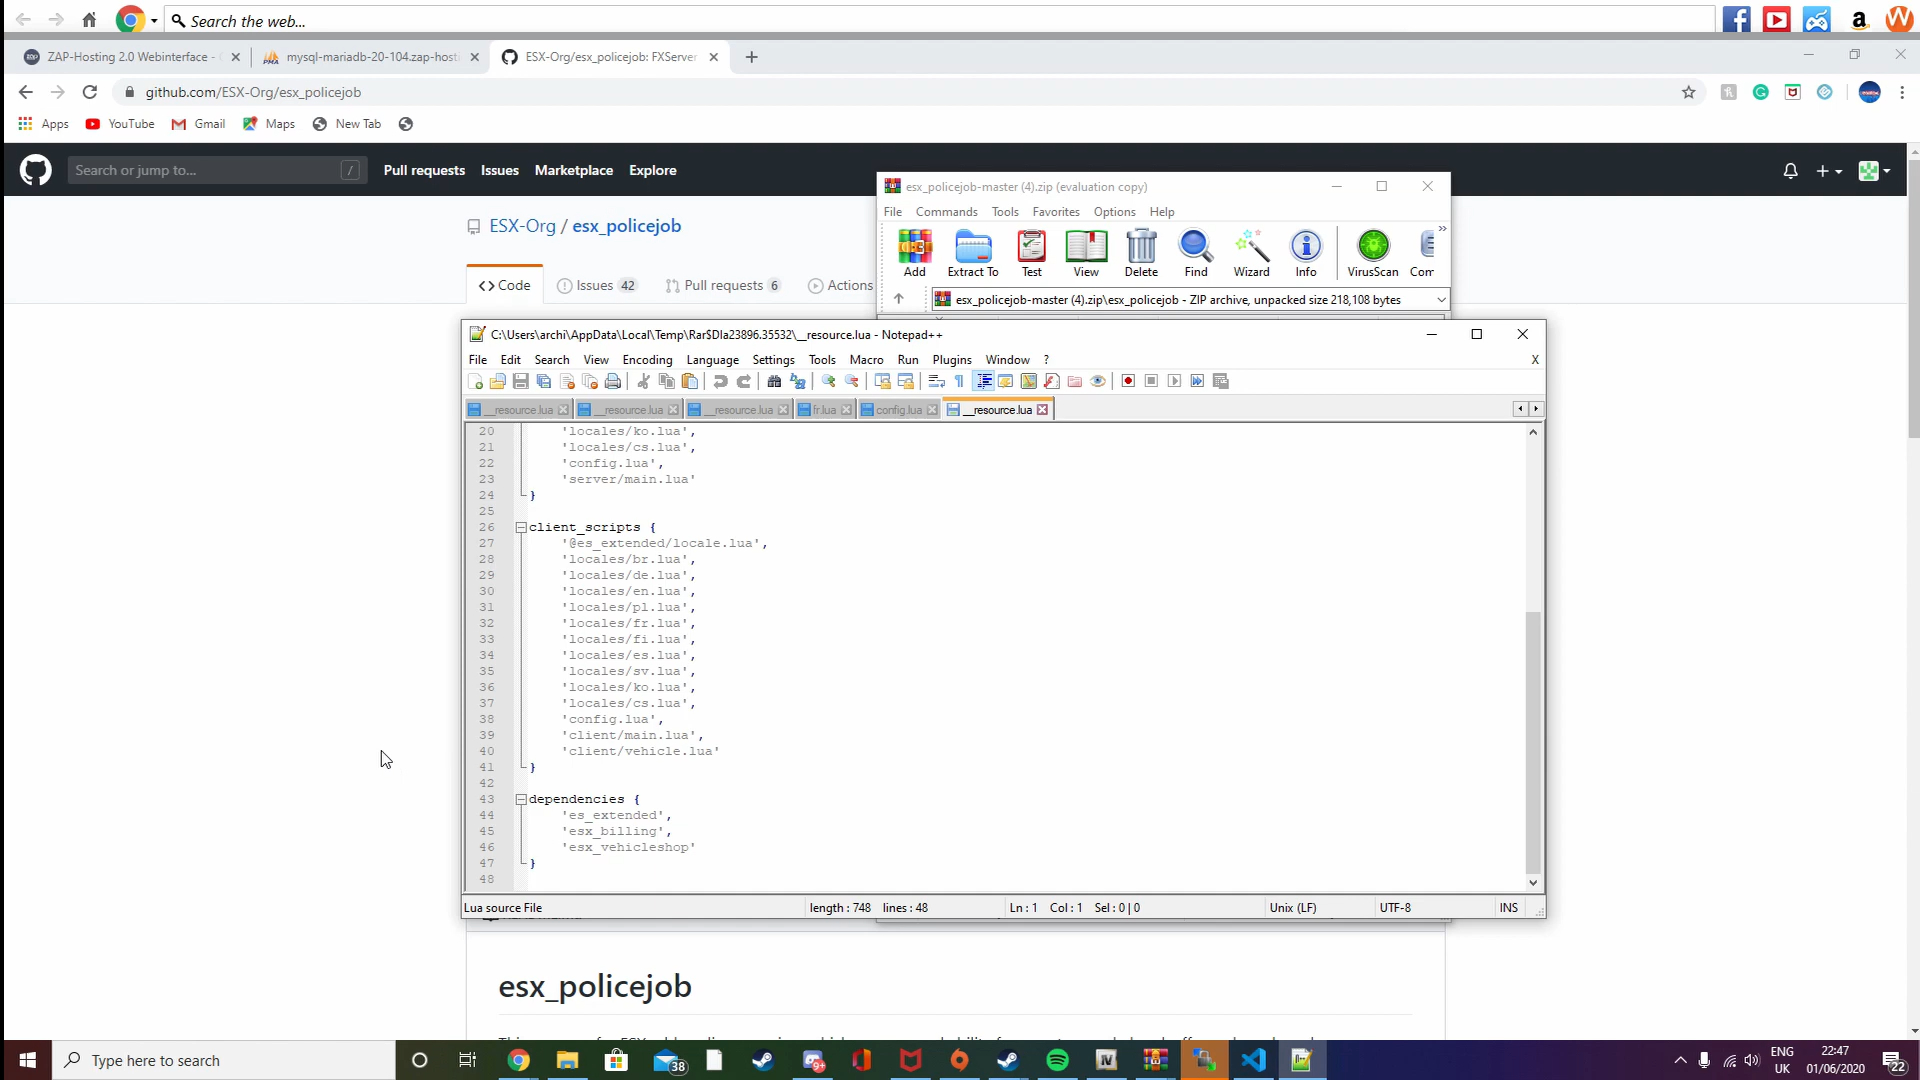 Search the web...
ZAP-Hosting 2.0 Webinterface -
mysql-mariadb-20-104.zap-host
ESX-Org/esx_policejob: FXServer
github.com/ESX-Org/esx_policejob
Apps YouTube Gmail Maps New Tab
Search or jump to... /
Pull requests Issues Marketplace Explore
ESX-Org / esx_policejob
Code Issues 42 Pull requests 6 Actions
esx_policejob-master (4).zip (evaluation copy)
File Commands Tools Favorites Options Help
Add Extract To Test View Delete Find Wizard Info VirusScan Com
esx_policejob-master (4).zip\esx_policejob - ZIP archive, unpacked size 218,108 bytes
C:\Users\archi\AppData\Local\Temp\Rar$DIa23896.35532\__resource.lua - Notepad++
File Edit Search View Encoding Language Settings Tools Macro Run Plugins Window ? X
__resource.lua __resource.lua __resource.lua fr.lua config.lua __resource.lua
20 'locales/ko.lua',
21 'locales/cs.lua',
22 'config.lua',
23 'server/main.lua'
24 }
25
26 client_scripts {
27 '@es_extended/locale.lua',
28 'locales/br.lua',
29 'locales/de.lua',
30 'locales/en.lua',
31 'locales/pl.lua',
32 'locales/fr.lua',
33 'locales/fi.lua',
34 'locales/es.lua',
35 'locales/sv.lua',
36 'locales/ko.lua',
37 'locales/cs.lua',
38 'config.lua',
39 'client/main.lua',
40 'client/vehicle.lua'
41 }
42
43 dependencies {
44 'es_extended',
45 'esx_billing',
46 'esx_vehicleshop'
47 }
48
Lua source File length : 748 lines : 48 Ln : 1 Col : 1 Sel : 0 | 0 Unix (LF) UTF-8 INS
esx_policejob
Type here to search
38
ENG
UK
22:47
01/06/2020
22